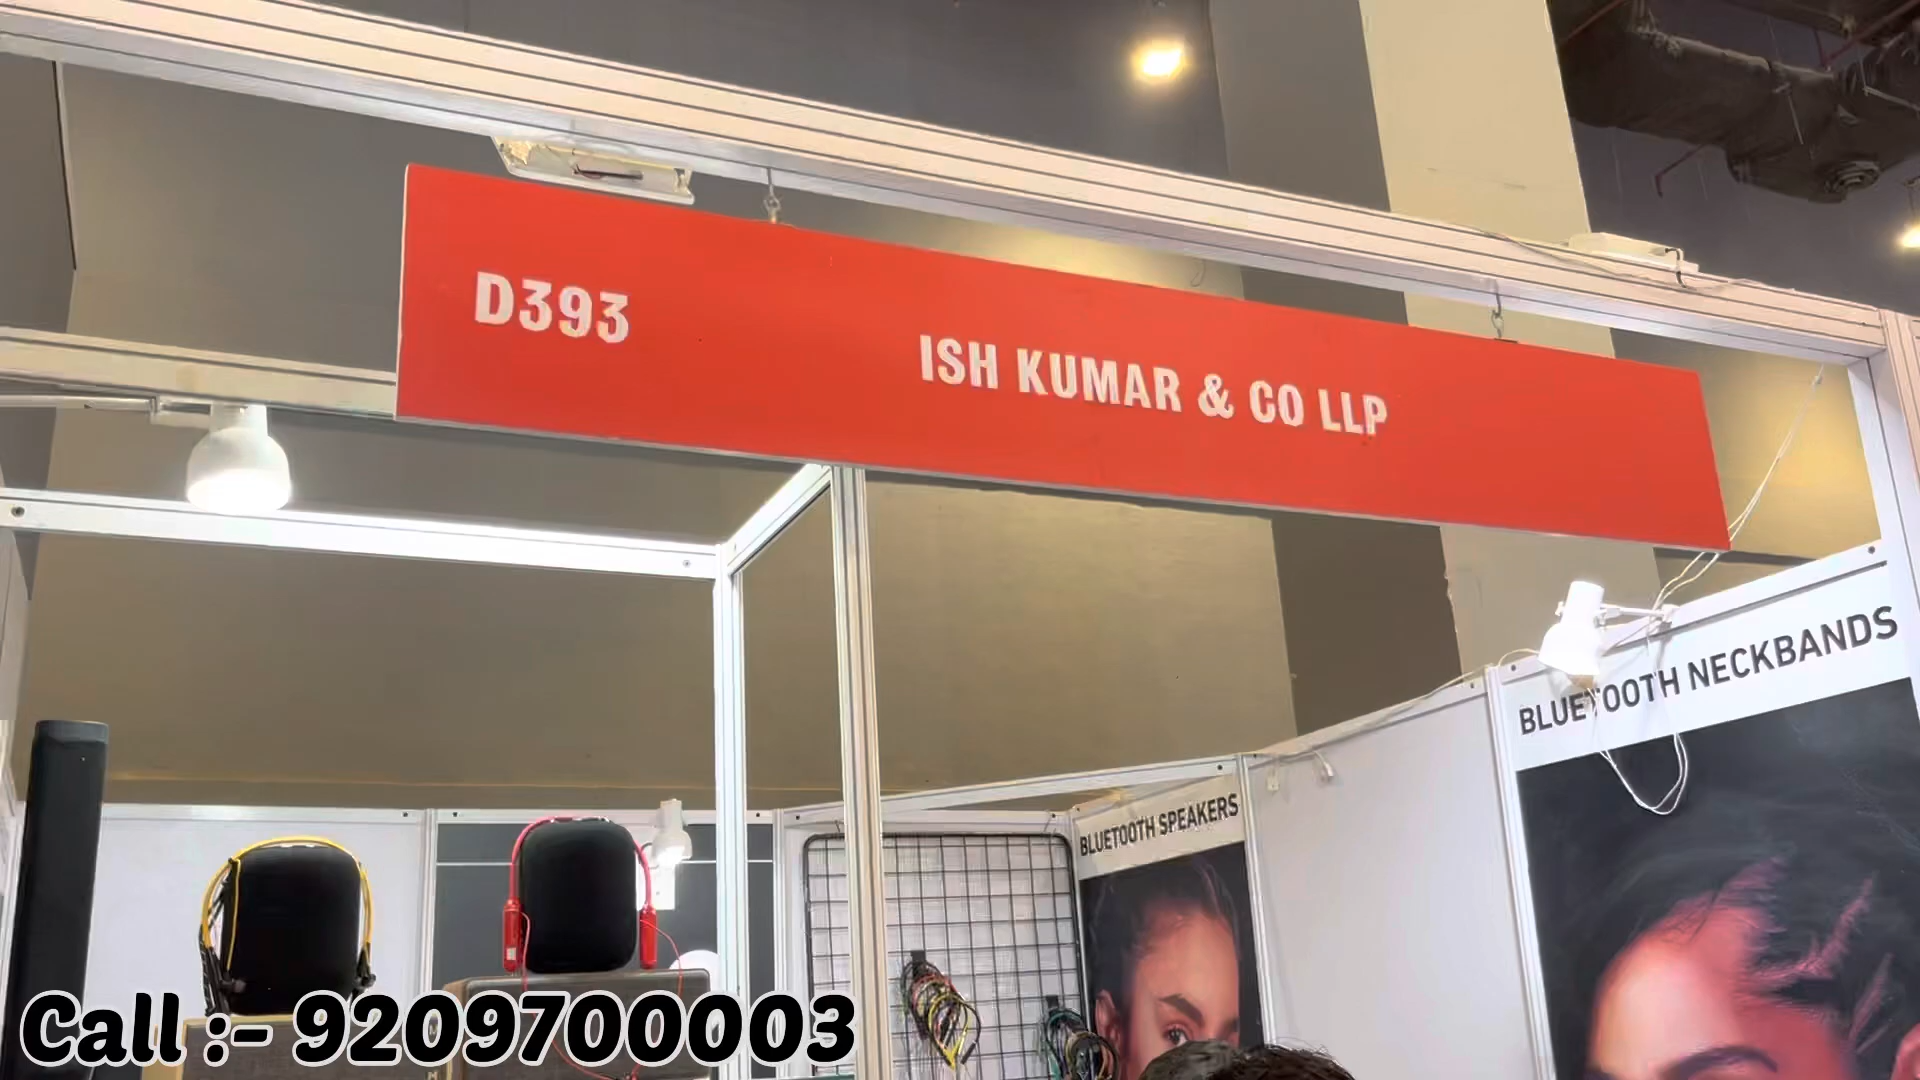 D393
ISH KUMAR & CO LLP
BLUETOOTH NECKBANDS
BLUETOOTH SPEAKERS
Call :- 9209700003